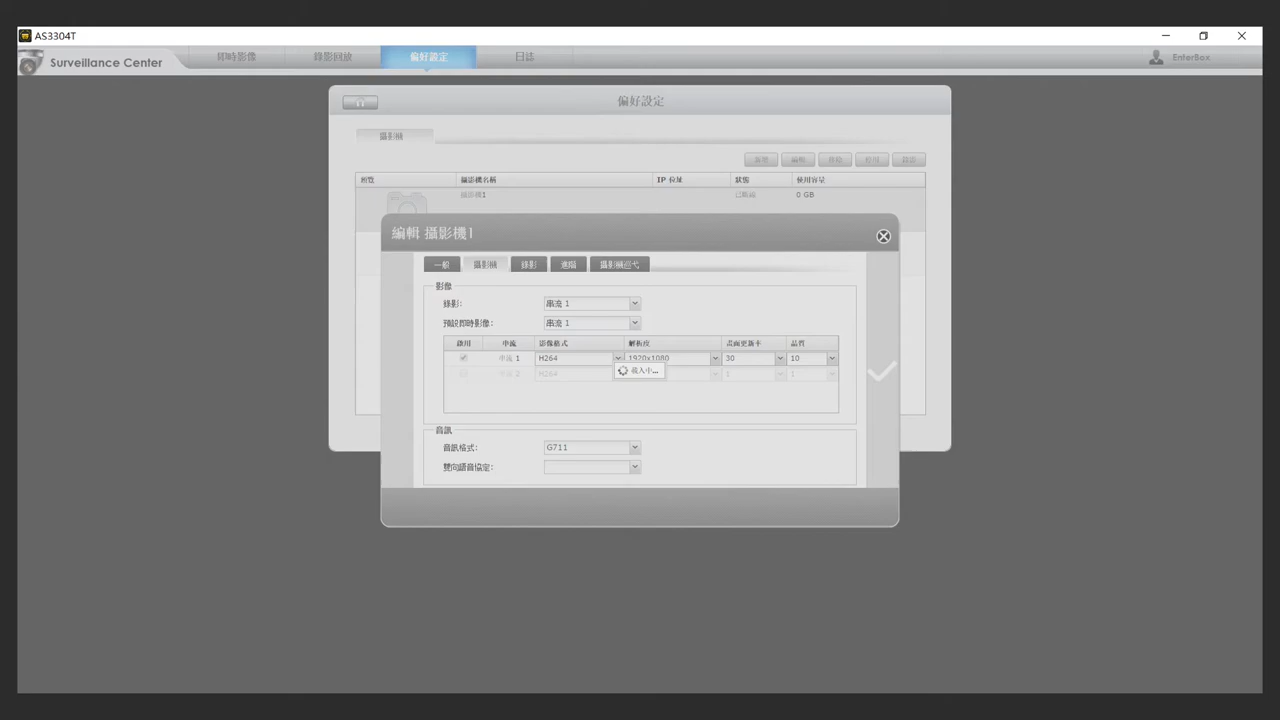 AS3304T
Surveillance Center
即時影像
錄影回放
偏好設定
日誌
EnterBox
偏好設定
攝影機
新增
編輯
移除
停用
預覽
攝影機名稱
IP 位址
狀態
使用容量
攝影機1
已斷線
0 GB
編輯 攝影機1
一般
攝影機
錄影
進階
攝影機巡弋
影像
錄影:
串流 1
預設即時影像:
串流 1
啟用
串流
影像格式
解析度
畫面更新率
品質
串流 1
H264
1920x1080
30
10
載入中...
串流 2
H264
1
1
音訊
音訊格式:
G711
雙向語音協定: